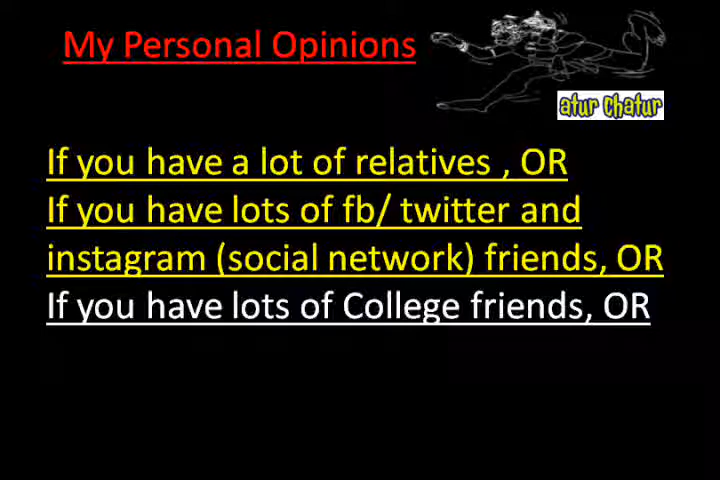 My Personal Opinions
atur chatur
If you have a lot of relatives , OR
If you have lots of fb/ twitter and
instagram (social network) friends, OR
If you have lots of College friends, OR